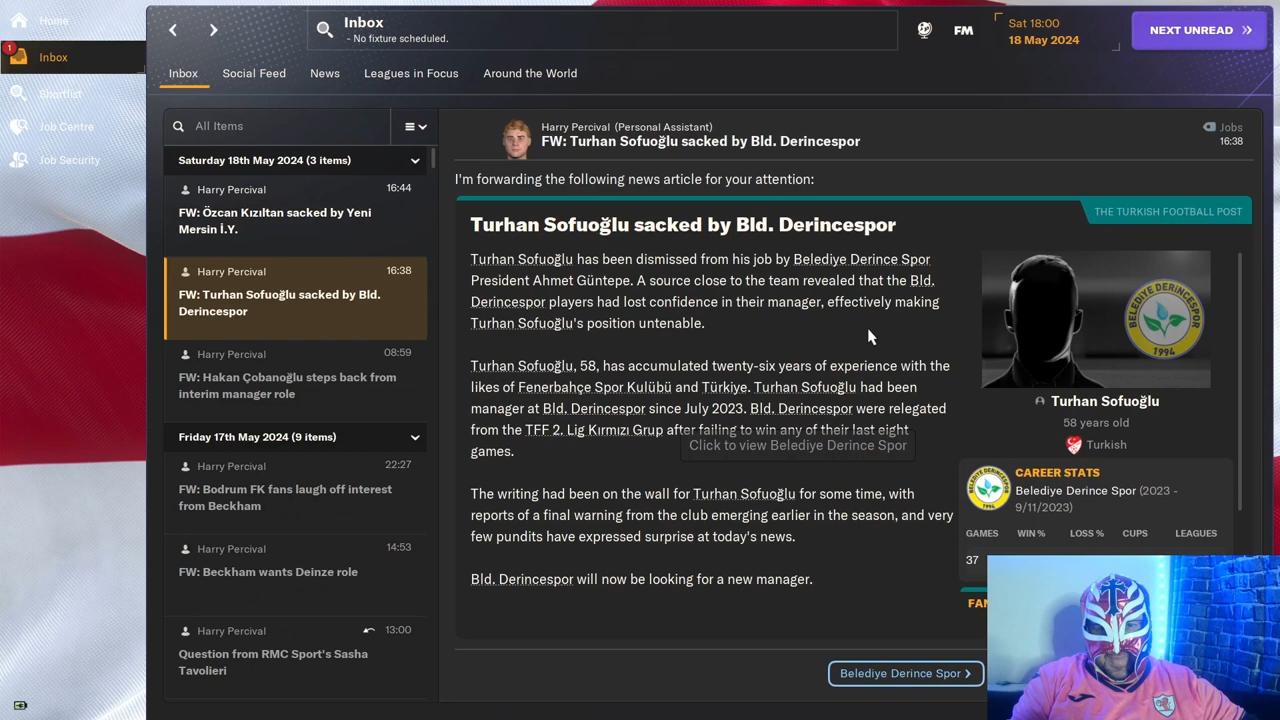 Home
1
Inbox
Shortlist
Job Centre
Job Security
Inbox
- No fixture scheduled.
FM
Sat 18:00
18 May 2024
NEXT UNREAD
Inbox
Social Feed
News
Leagues in Focus
Around the World
All Items
Saturday 18th May 2024 (3 items)
Harry Percival
16:44
FW: Özcan Kızıltan sacked by Yeni
Mersin İ.Y.
Harry Percival
16:38
FW: Turhan Sofuoğlu sacked by Bld.
Derincespor
Harry Percival
08:59
FW: Hakan Çobanoğlu steps back from
interim manager role
Friday 17th May 2024 (9 items)
Harry Percival
22:27
FW: Bodrum FK fans laugh off interest
from Beckham
Harry Percival
14:53
FW: Beckham wants Deinze role
Harry Percival
13:00
Question from RMC Sport's Sasha
Tavolieri
Harry Percival (Personal Assistant)
FW: Turhan Sofuoğlu sacked by Bld. Derincespor
Jobs
16:38
I'm forwarding the following news article for your attention:
THE TURKISH FOOTBALL POST
Turhan Sofuoğlu sacked by Bld. Derincespor
Turhan Sofuoğlu has been dismissed from his job by Belediye Derince Spor
President Ahmet Güntepe. A source close to the team revealed that the Bld.
Derincespor players had lost confidence in their manager, effectively making
Turhan Sofuoğlu's position untenable.
Turhan Sofuoğlu, 58, has accumulated twenty-six years of experience with the
likes of Fenerbahçe Spor Kulübü and Türkiye. Turhan Sofuoğlu had been
manager at Bld. Derincespor since July 2023. Bld. Derincespor were relegated
from the TFF 2. Lig Kırmızı Grup after failing to win any of their last eight
games.
Click to view Belediye Derince Spor
The writing had been on the wall for Turhan Sofuoğlu for some time, with
reports of a final warning from the club emerging earlier in the season, and very
few pundits have expressed surprise at today's news.
Bld. Derincespor will now be looking for a new manager.
BELEDİYE DERİNCESPOR
1994
Turhan Sofuoğlu
58 years old
Turkish
CAREER STATS
Belediye Derince Spor (2023 -
9/11/2023)
GAMES
WIN %
LOSS %
CUPS
LEAGUES
37
FAN
Belediye Derince Spor